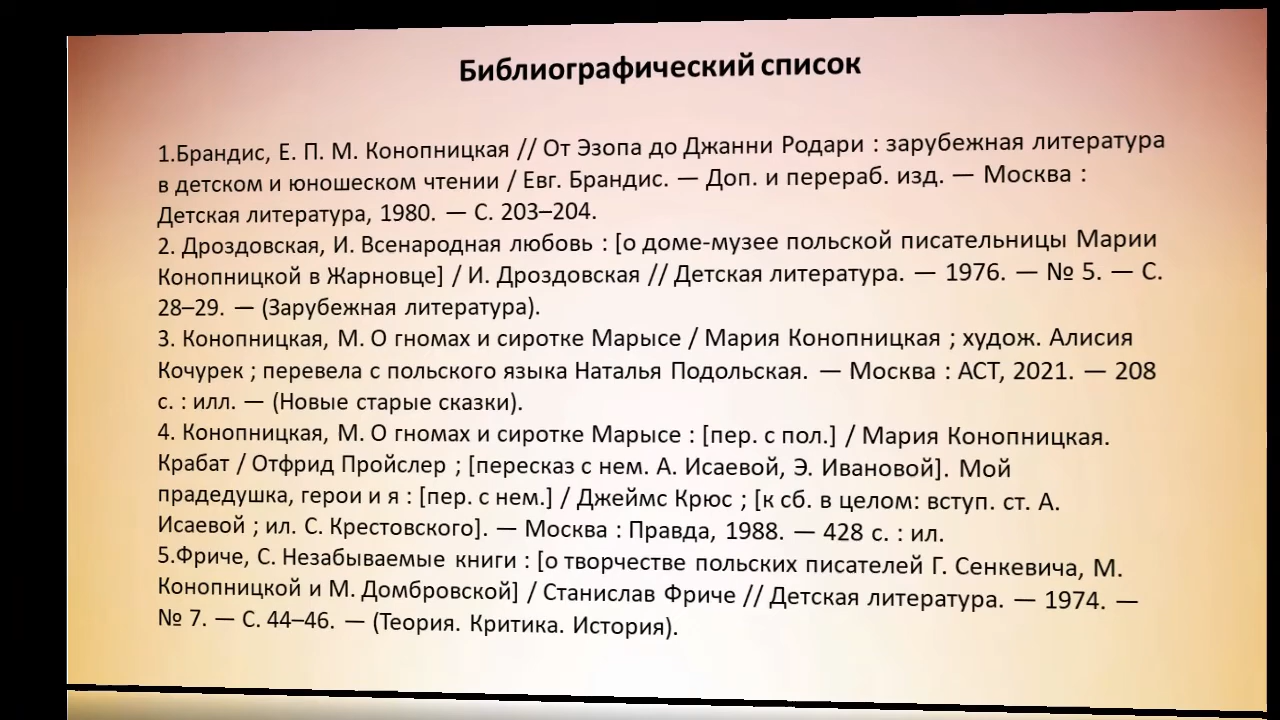 Библиографический список
1.Брандис, Е. П. М. Конопницкая // От Эзопа до Джанни Родари : зарубежная литература
в детском и юношеском чтении / Евг. Брандис. — Доп. и перераб. изд. — Москва :
Детская литература, 1980. — С. 203–204.
2. Дроздовская, И. Всенародная любовь : [о доме-музее польской писательницы Марии
Конопницкой в Жарновце] / И. Дроздовская // Детская литература. — 1976. — № 5. — С.
28–29. — (Зарубежная литература).
3. Конопницкая, М. О гномах и сиротке Марысе / Мария Конопницкая ; худож. Алисия
Кочурек ; перевела с польского языка Наталья Подольская. — Москва : АСТ, 2021. — 208
с. : илл. — (Новые старые сказки).
4. Конопницкая, М. О гномах и сиротке Марысе : [пер. с пол.] / Мария Конопницкая.
Крабат / Отфрид Пройслер ; [пересказ с нем. А. Исаевой, Э. Ивановой]. Мой
прадедушка, герои и я : [пер. с нем.] / Джеймс Крюс ; [к сб. в целом: вступ. ст. А.
Исаевой ; ил. С. Крестовского]. — Москва : Правда, 1988. — 428 с. : ил.
5.Фриче, С. Незабываемые книги : [о творчестве польских писателей Г. Сенкевича, М.
Конопницкой и М. Домбровской] / Станислав Фриче // Детская литература. — 1974. —
№ 7. — С. 44–46. — (Теория. Критика. История).